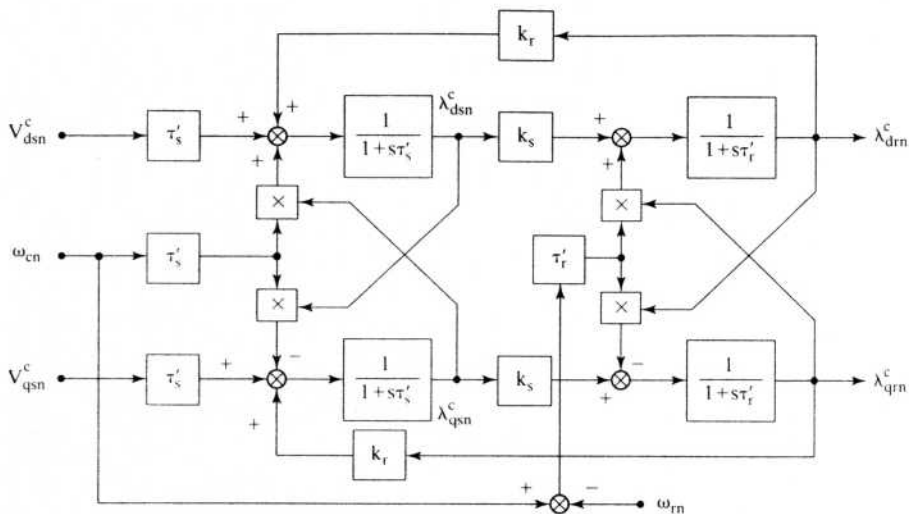 k_r
+
+ + λ^c_dsn + 
V^c_dsn τ'_s 1/(1+sτ'_s) k_s 1/(1+sτ'_r) λ^c_drn
+ +
× ×
ω_cn τ'_s τ'_r
× ×
− −
V^c_qsn τ'_s + 1/(1+sτ'_s) k_s 1/(1+sτ'_r) λ^c_qrn
+ λ^c_qsn +
k_r
+ − ω_rn